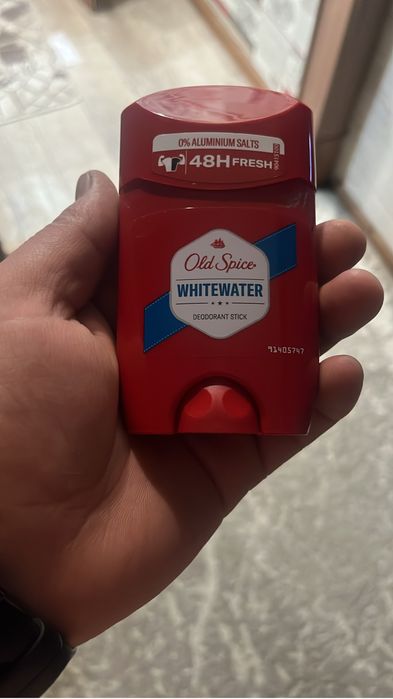 0% ALUMINIUM SALTS
48H FRESH
Old Spice
WHITEWATER
DEODORANT STICK
91405747